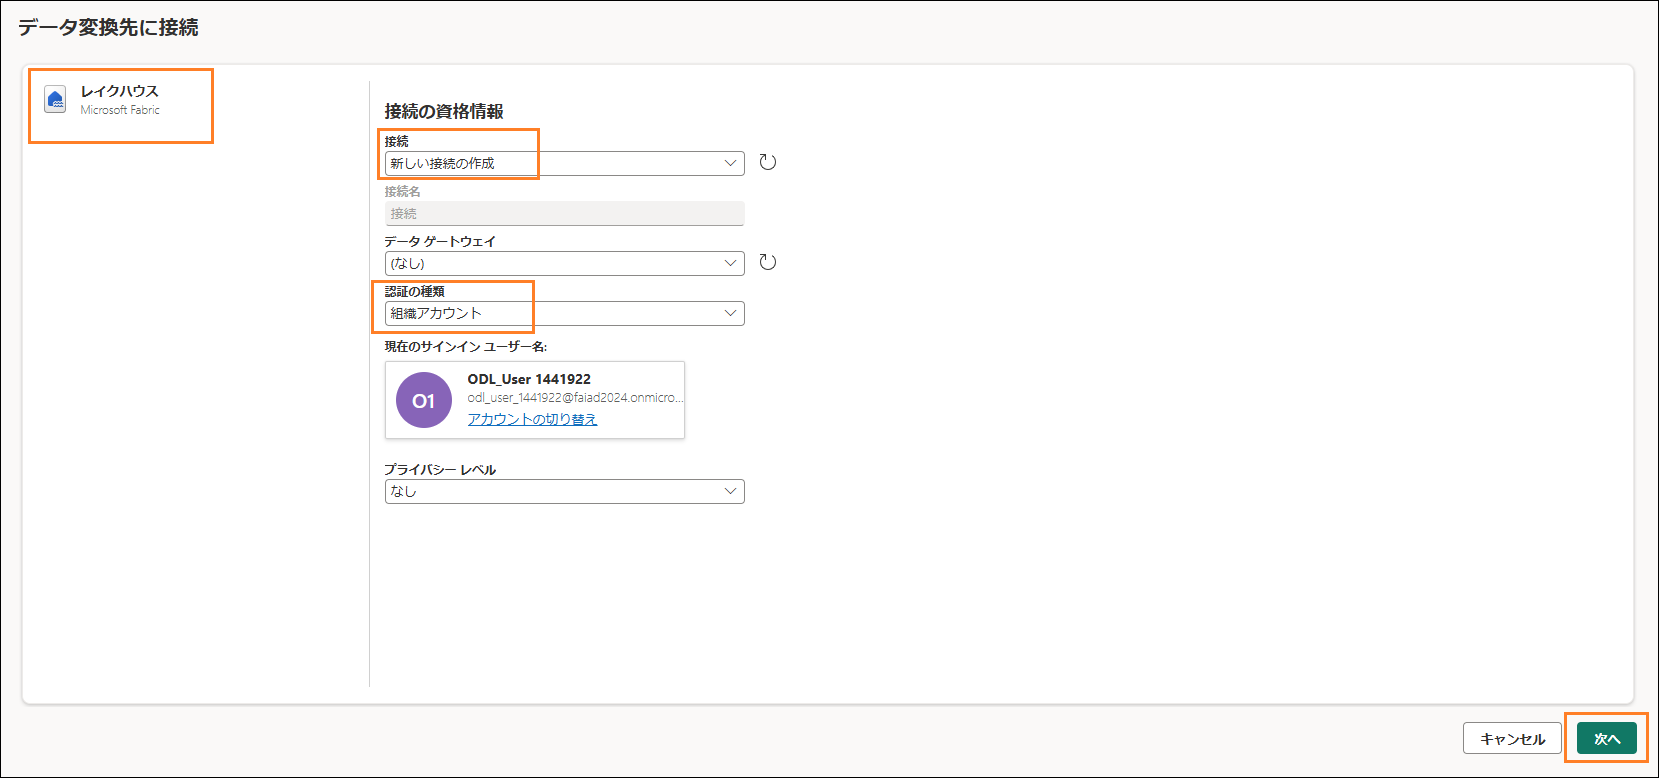 データ変換先に接続
レイクハウス
Microsoft Fabric
接続の資格情報
接続
新しい接続の作成
接続名
接続
データ ゲートウェイ
(なし)
認証の種類
組織アカウント
現在のサインイン ユーザー名:
O1
ODL_User 1441922
odl_user_1441922@faiad2024.onmicro...
アカウントの切り替え
プライバシー レベル
なし
キャンセル
次へ